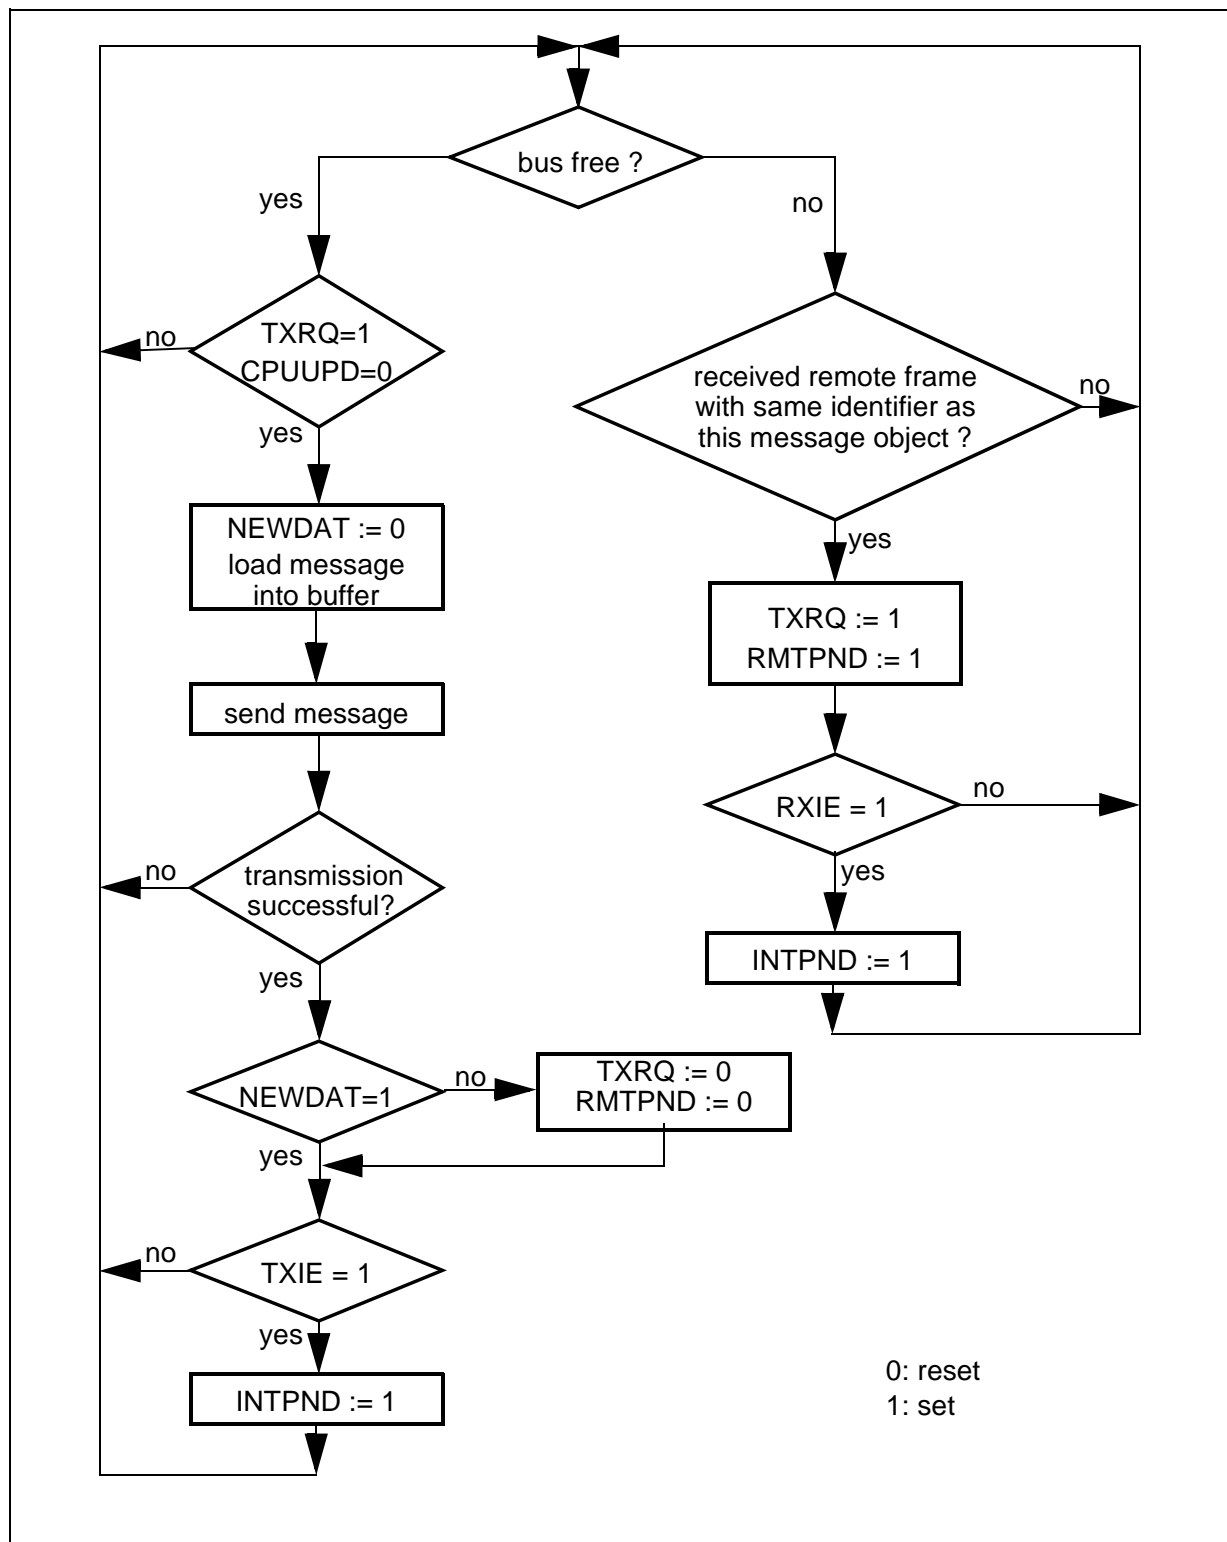 bus free ?
yes
no
TXRQ=1
CPUUPD=0
no
yes
received remote frame
with same identifier as
this message object ?
no
yes
NEWDAT := 0
load message
into buffer
TXRQ := 1
RMTPND := 1
send message
RXIE = 1
no
yes
transmission
successful?
no
yes
INTPND := 1
NEWDAT=1
no
TXRQ := 0
RMTPND := 0
yes
TXIE = 1
no
yes
INTPND := 1
0: reset
1: set